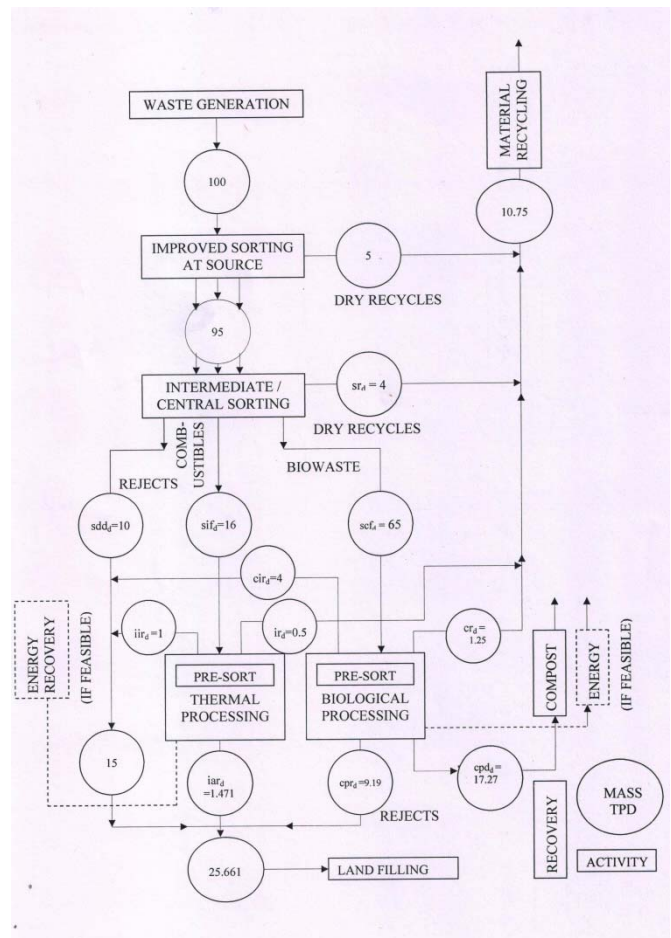 WASTE GENERATION
100
IMPROVED SORTING
AT SOURCE
5
DRY RECYCLES
10.75
MATERIAL
RECYCLING
95
INTERMEDIATE /
CENTRAL SORTING
srd = 4
DRY RECYCLES
REJECTS
COMB-
USTIBLES
BIOWASTE
sddd=10
sifd=16
scfd = 65
cird=4
iird=1
ird=0.5
crd =
1.25
ENERGY
RECOVERY
(IF FEASIBLE)
PRE-SORT
THERMAL
PROCESSING
PRE-SORT
BIOLOGICAL
PROCESSING
COMPOST
ENERGY
(IF FEASIBLE)
15
iard
=1.471
cprd=9.19
REJECTS
cpdd =
17.27
RECOVERY
MASS
TPD
ACTIVITY
25.661
LAND FILLING